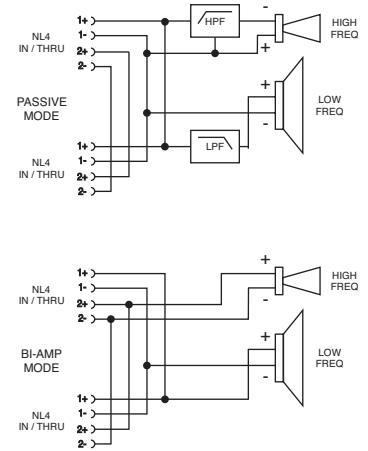 1+
1-
2+
2-
NL4
IN / THRU
HPF
-
+
HIGH
FREQ
PASSIVE
MODE
+
-
LOW
FREQ
1+
1-
2+
2-
NL4
IN / THRU
LPF
1+
1-
2+
2-
NL4
IN / THRU
+
-
HIGH
FREQ
BI-AMP
MODE
+
-
LOW
FREQ
1+
1-
2+
2-
NL4
IN / THRU